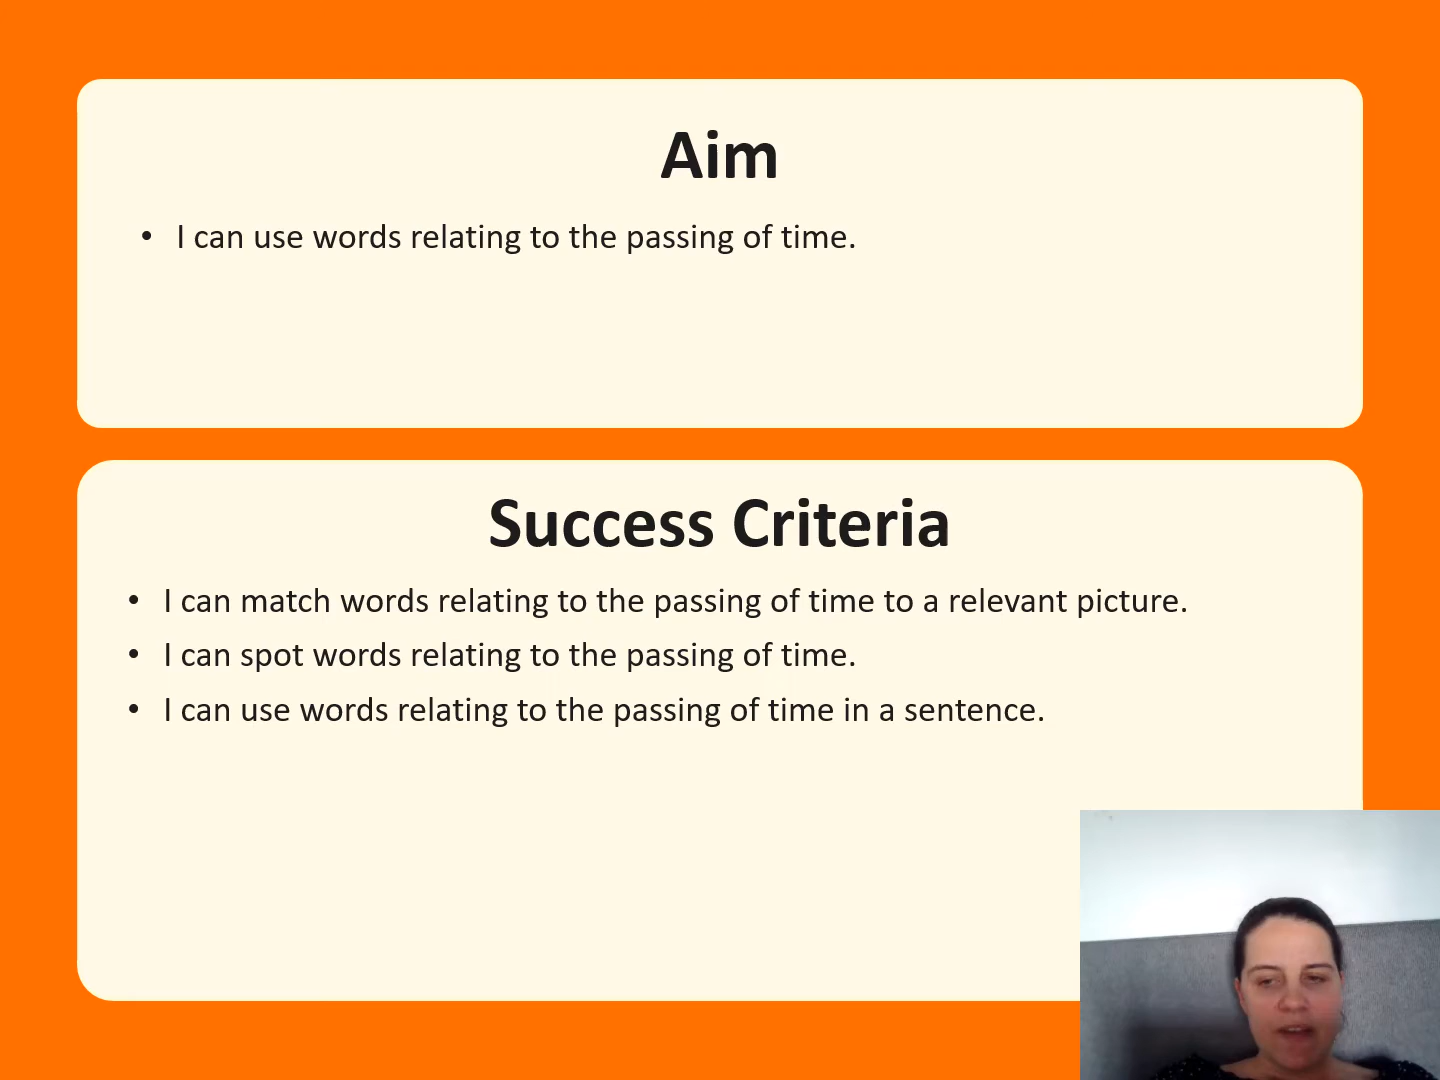 Aim
• I can use words relating to the passing of time.
Success Criteria
• I can match words relating to the passing of time to a relevant picture.
• I can spot words relating to the passing of time.
• I can use words relating to the passing of time in a sentence.